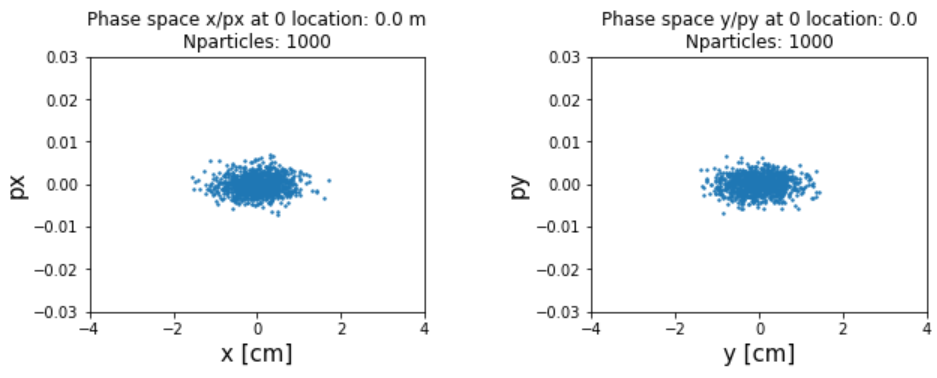 Phase space x/px at 0 location: 0.0 m
Nparticles: 1000
0.03
0.02
0.01
0.00
−0.01
−0.02
−0.03
px
−4 −2 0 2 4
x [cm]
Phase space y/py at 0 location: 0.0
Nparticles: 1000
0.03
0.02
0.01
0.00
−0.01
−0.02
−0.03
py
−4 −2 0 2 4
y [cm]